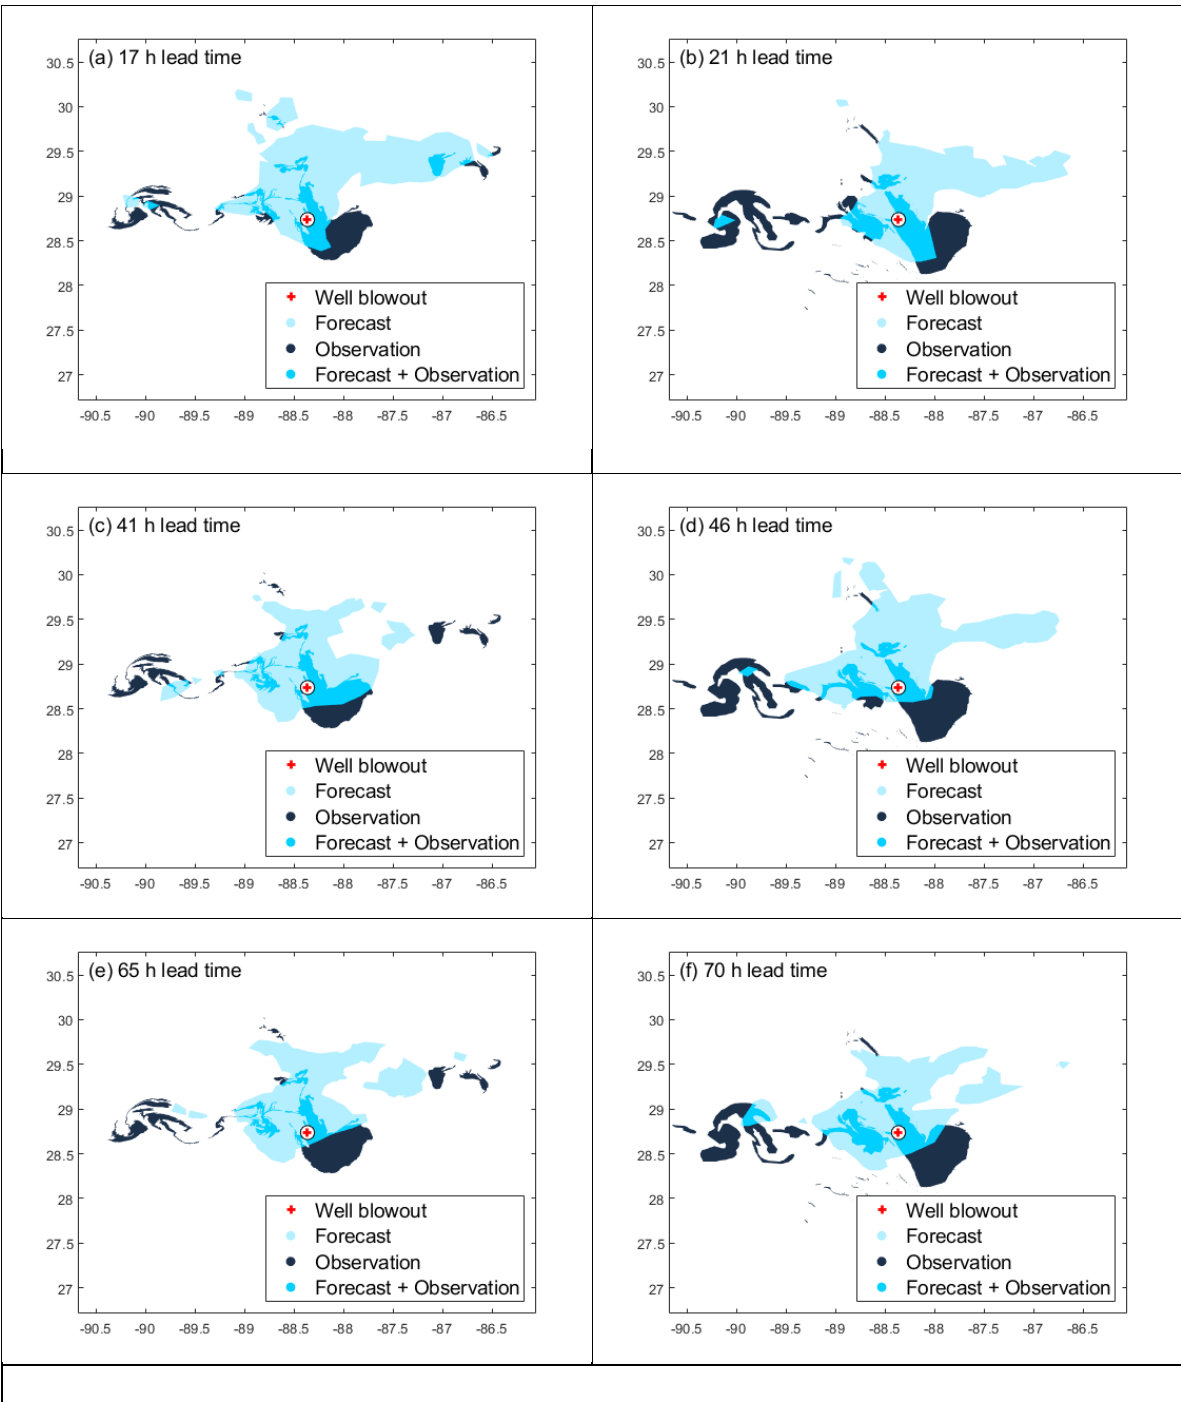 (a) 17 h lead time
30.5
30
29.5
29
28.5
28
27.5
27
Well blowout
Forecast
Observation
Forecast + Observation
-90.5 -90 -89.5 -89 -88.5 -88 -87.5 -87 -86.5
(b) 21 h lead time
30.5
30
29.5
29
28.5
28
27.5
27
Well blowout
Forecast
Observation
Forecast + Observation
-90.5 -90 -89.5 -89 -88.5 -88 -87.5 -87 -86.5
(c) 41 h lead time
30.5
30
29.5
29
28.5
28
27.5
27
Well blowout
Forecast
Observation
Forecast + Observation
-90.5 -90 -89.5 -89 -88.5 -88 -87.5 -87 -86.5
(d) 46 h lead time
30.5
30
29.5
29
28.5
28
27.5
27
Well blowout
Forecast
Observation
Forecast + Observation
-90.5 -90 -89.5 -89 -88.5 -88 -87.5 -87 -86.5
(e) 65 h lead time
30.5
30
29.5
29
28.5
28
27.5
27
Well blowout
Forecast
Observation
Forecast + Observation
-90.5 -90 -89.5 -89 -88.5 -88 -87.5 -87 -86.5
(f) 70 h lead time
30.5
30
29.5
29
28.5
28
27.5
27
Well blowout
Forecast
Observation
Forecast + Observation
-90.5 -90 -89.5 -89 -88.5 -88 -87.5 -87 -86.5